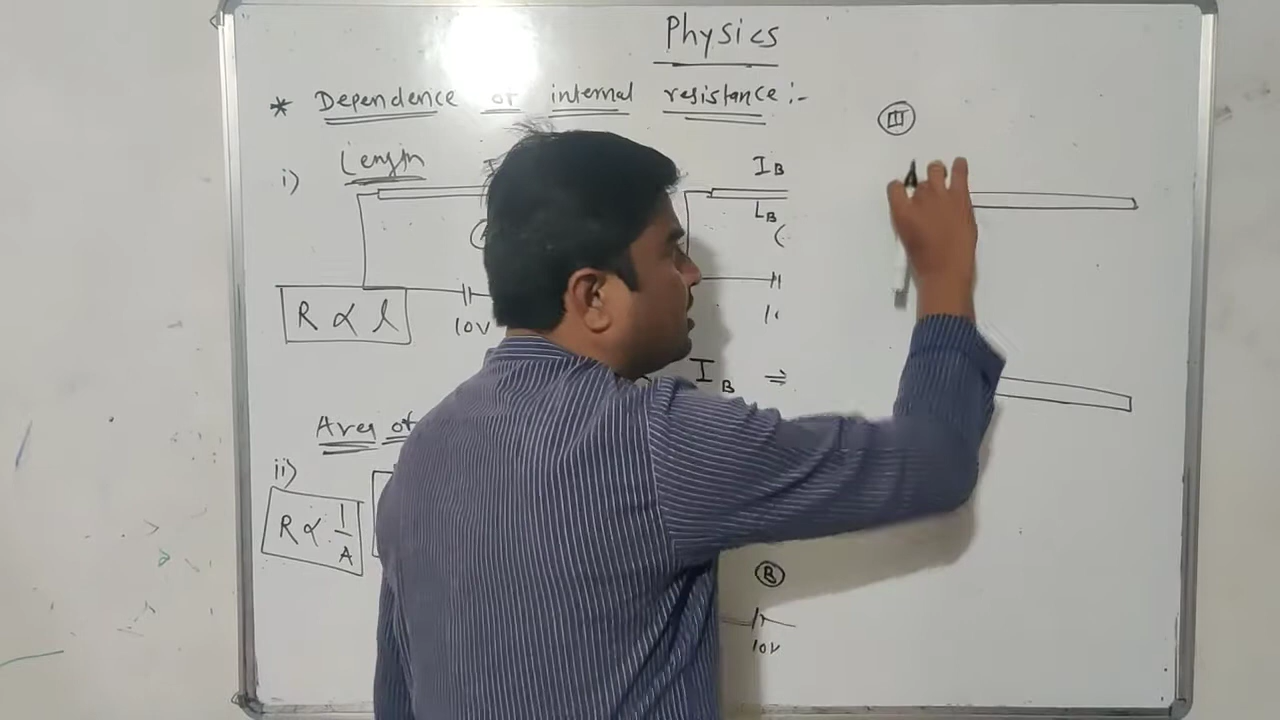 Physics
* Dependence of internal resistance :-
III
i) Length
I_B
L_B
R ∝ l
10V
I_B ⇒
Area of
ii)
R ∝ 1/A
B
10V